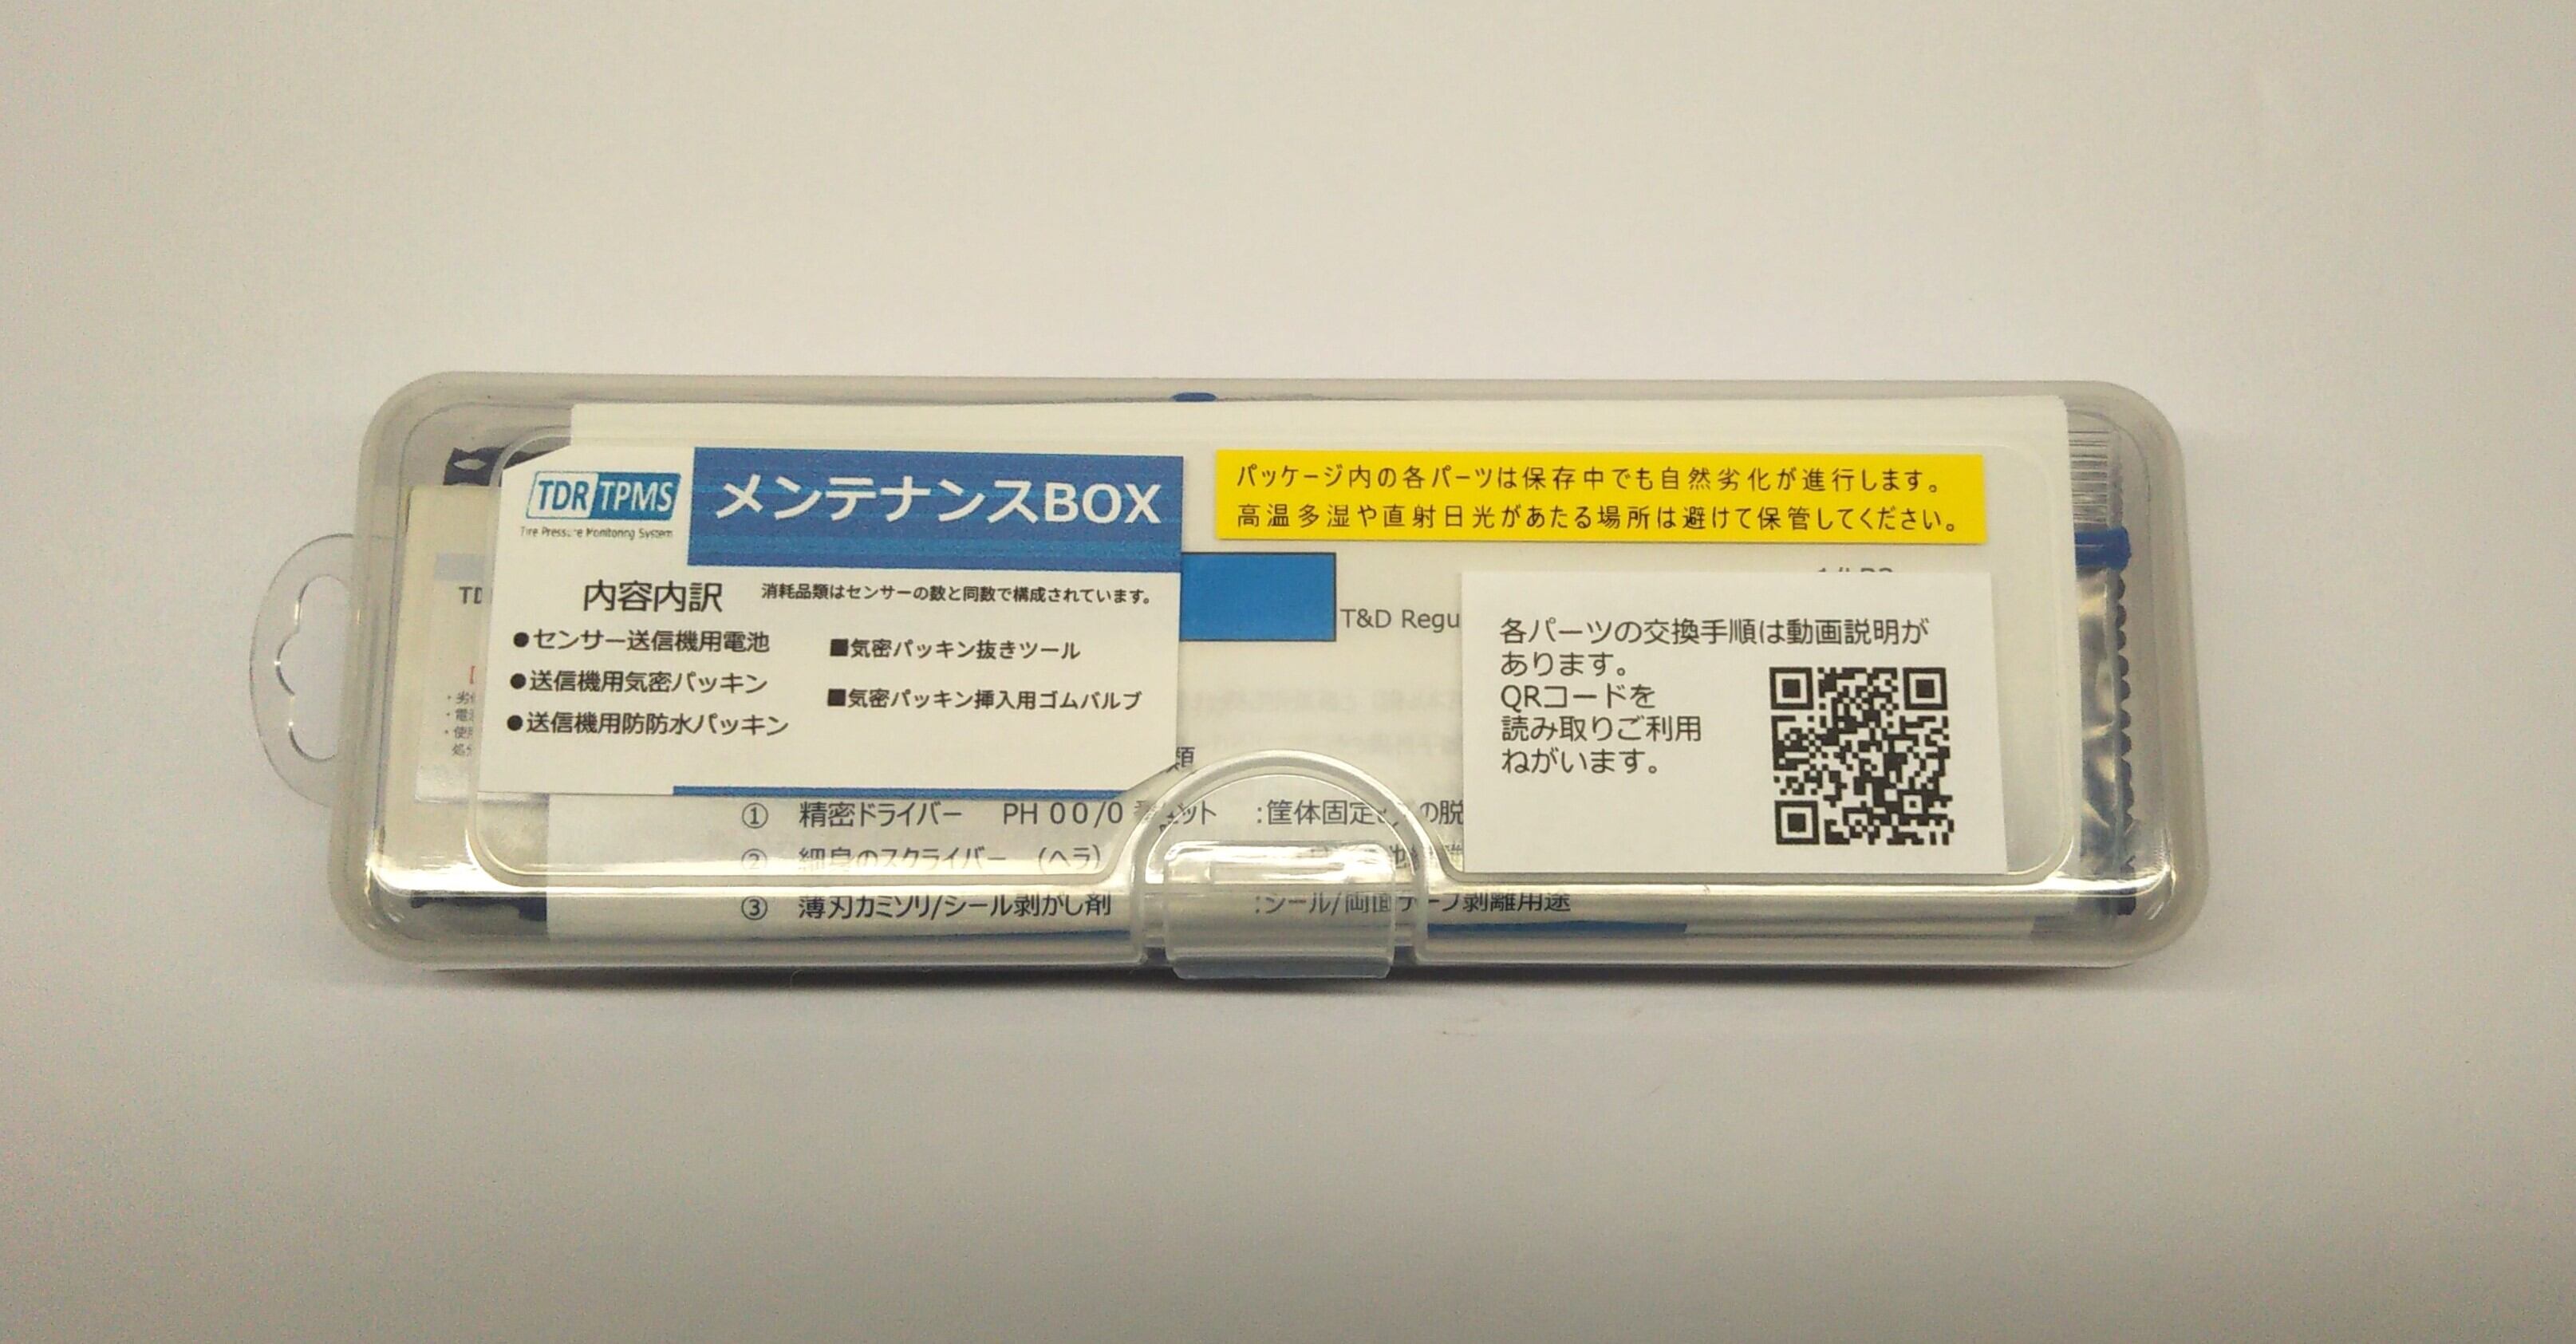 TDR TPMS
Tire Pressure Monitoring System
メンテナンスBOX
パッケージ内の各パーツは保存中でも自然劣化が進行します。
高温多湿や直射日光があたる場所は避けて保管してください。
内容内訳
消耗品類はセンサーの数と同数で構成されています。
●センサー送信機用電池
●送信機用気密パッキン
●送信機用防防水パッキン
■気密パッキン抜きツール
■気密パッキン挿入用ゴムバルブ
T&D Regu
各パーツの交換手順は動画説明が
あります。
QRコードを
読み取りご利用
ねがいます。
類
① 精密ドライバー PH 00/0 セット :筐体固定 の脱
② 細身のスクライバー (ヘラ)
③ 薄刃カミソリ/シール剥がし剤 :シール/両面テープ剥離用途